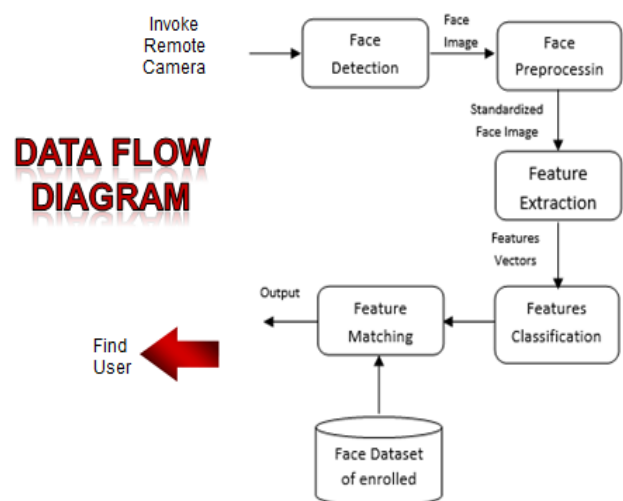 Invoke
Remote
Camera
Face
Detection
Face
Image
Face
Preprocessin
Standardized
Face Image
DATA FLOW
DIAGRAM
Feature
Extraction
Features
Vectors
Features
Classification
Feature
Matching
Output
Find
User
Face Dataset
of enrolled